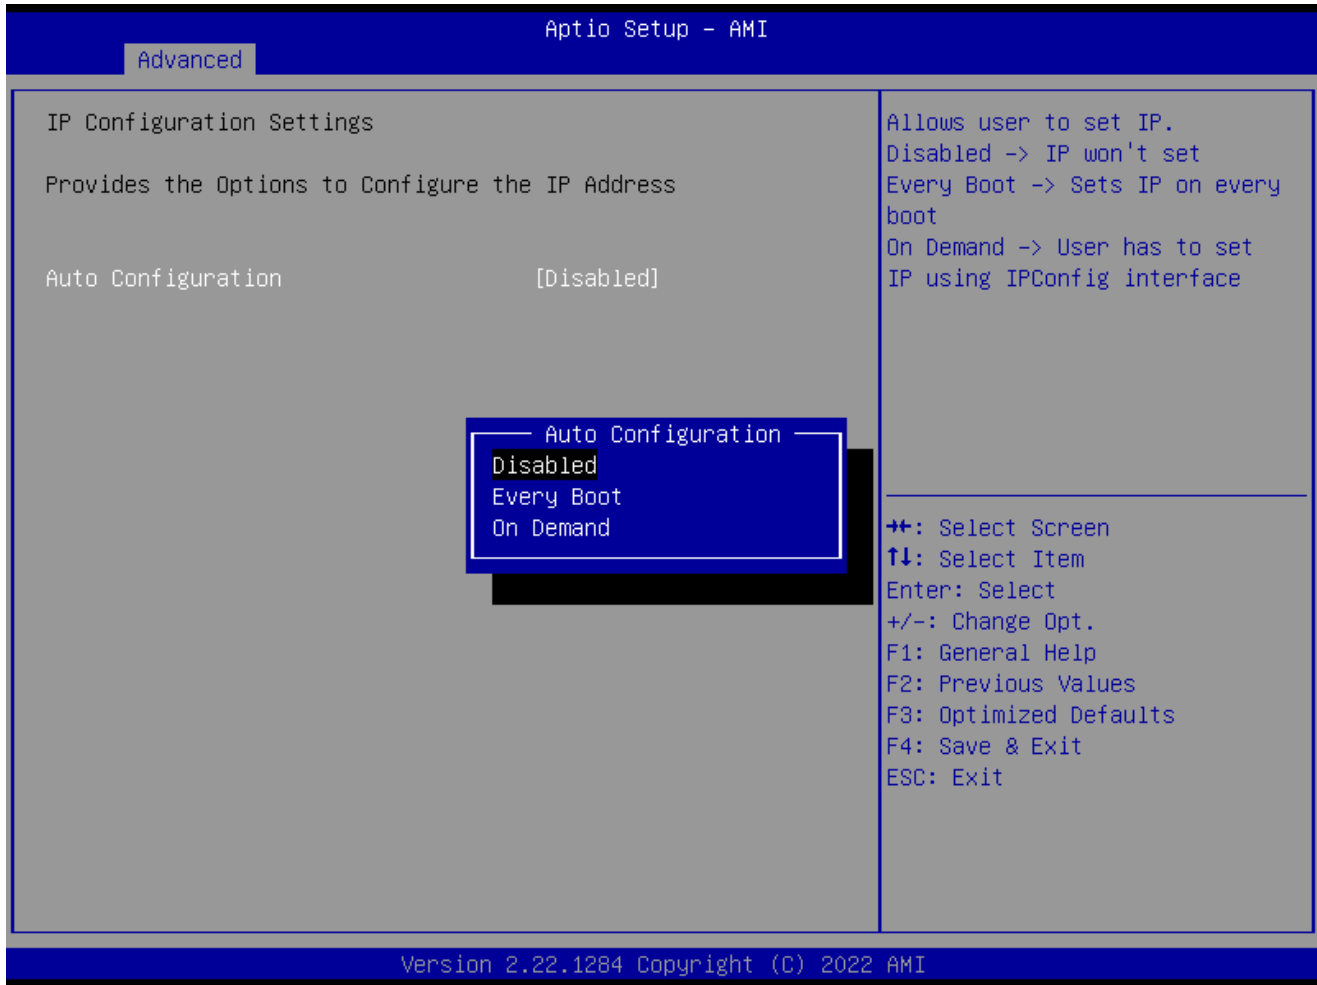 Aptio Setup – AMI
Advanced
IP Configuration Settings
Provides the Options to Configure the IP Address
Auto Configuration [Disabled]
Auto Configuration
Disabled
Every Boot
On Demand
Allows user to set IP.
Disabled –> IP won't set
Every Boot –> Sets IP on every
boot
On Demand –> User has to set
IP using IPConfig interface
→←: Select Screen
↑↓: Select Item
Enter: Select
+/–: Change Opt.
F1: General Help
F2: Previous Values
F3: Optimized Defaults
F4: Save & Exit
ESC: Exit
Version 2.22.1284 Copyright (C) 2022 AMI